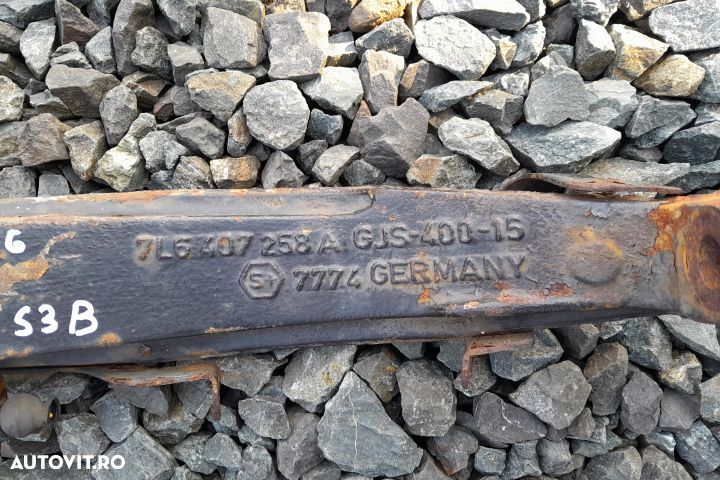 7L6 407 258 A GJS-400-15
ST 7774 GERMANY
6
S3B
AUTOVIT.RO